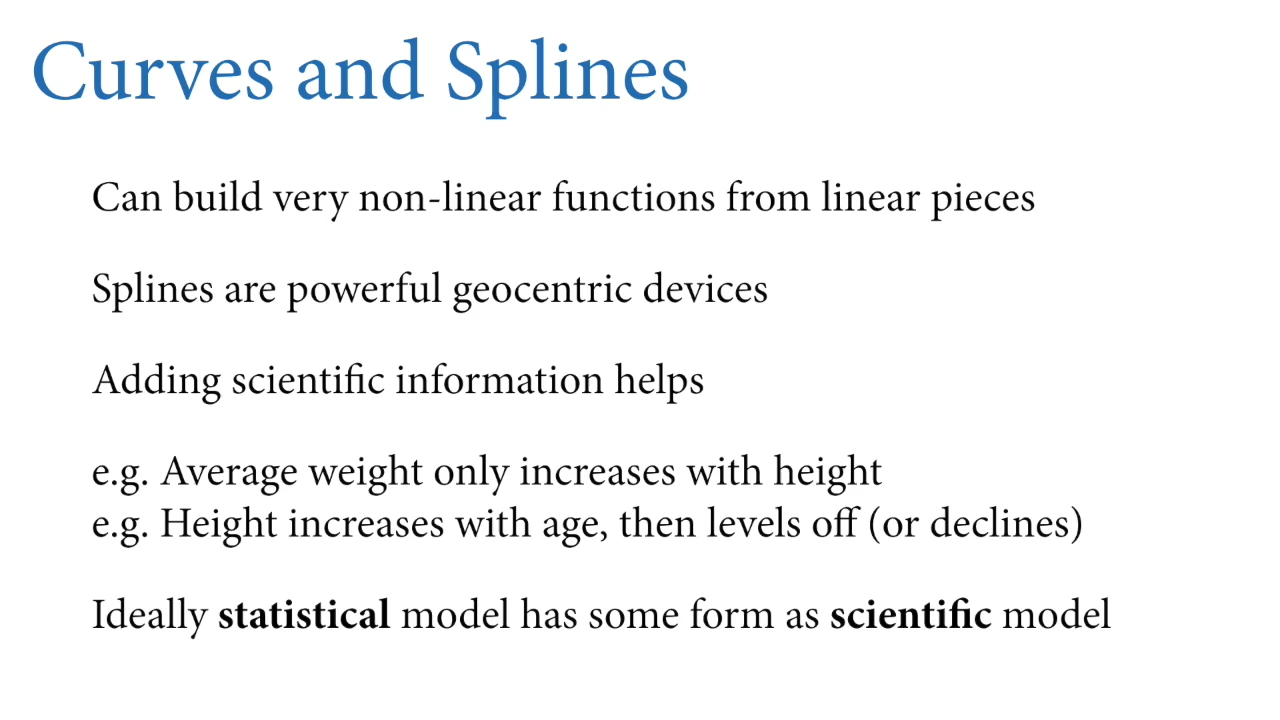 Curves and Splines
Can build very non-linear functions from linear pieces
Splines are powerful geocentric devices
Adding scientific information helps
e.g. Average weight only increases with height
e.g. Height increases with age, then levels off (or declines)
Ideally statistical model has some form as scientific model